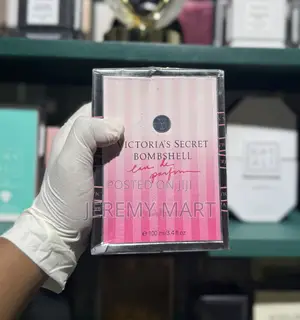 VICTORIA'S SECRET
BOMBSHELL
eau de parfum
POSTED ON JIJI
JEREMY MART
100 ml/3.4 fl oz